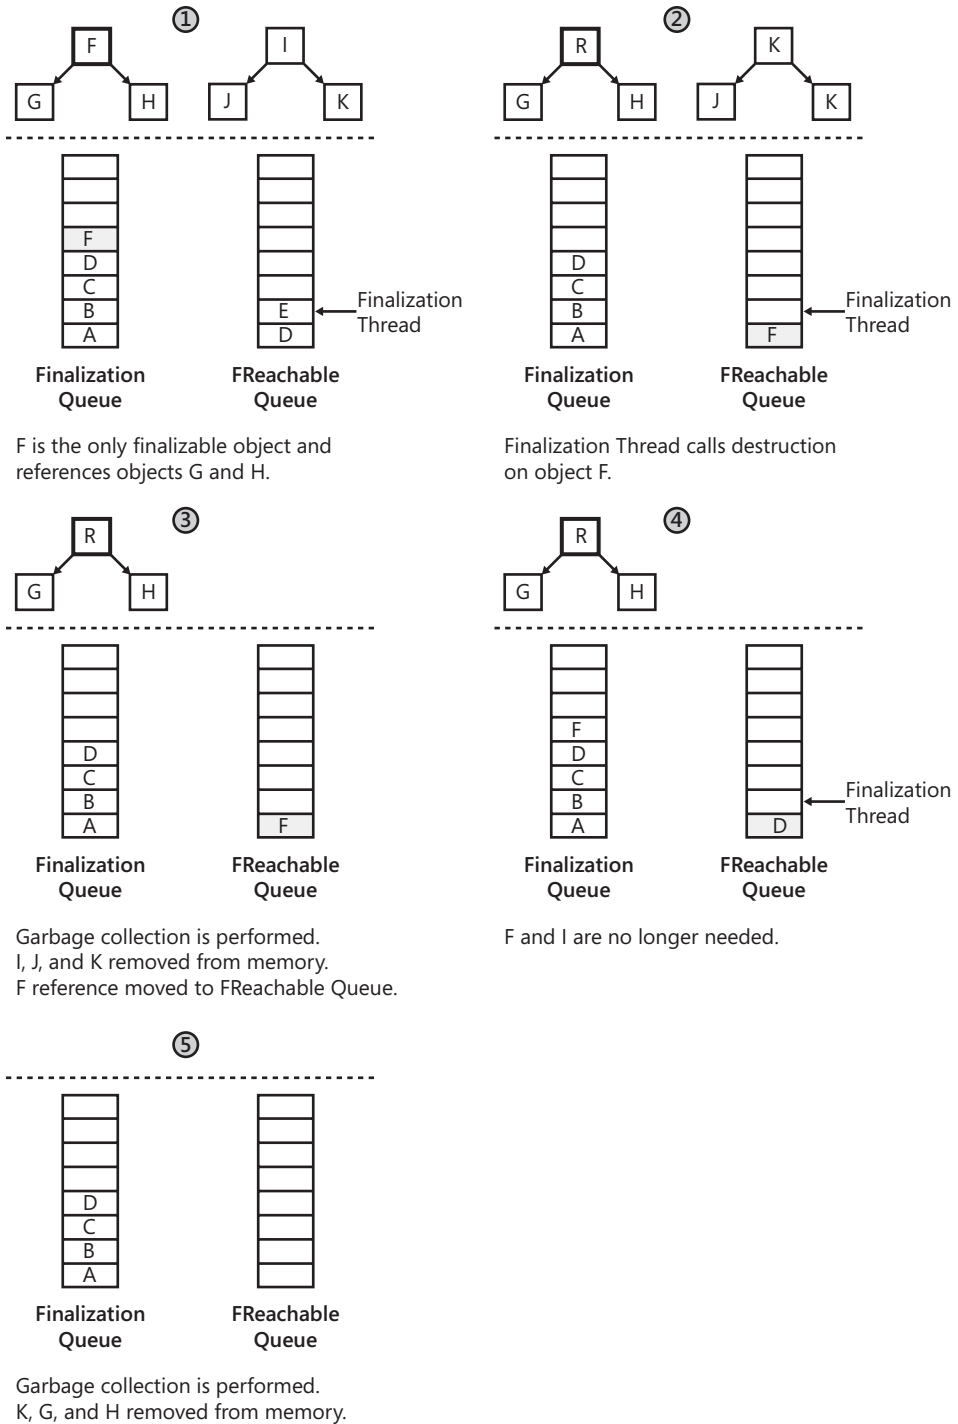 1
F
I
G
H
J
K
F
D
C
B
A
E
D
Finalization
Thread
Finalization
Queue
FReachable
Queue
F is the only finalizable object and
references objects G and H.
2
R
K
G
H
J
K
D
C
B
A
F
Finalization
Thread
Finalization
Queue
FReachable
Queue
Finalization Thread calls destruction
on object F.
3
R
G
H
D
C
B
A
F
Finalization
Queue
FReachable
Queue
Garbage collection is performed.
I, J, and K removed from memory.
F reference moved to FReachable Queue.
4
R
G
H
F
D
C
B
A
D
Finalization
Thread
Finalization
Queue
FReachable
Queue
F and I are no longer needed.
5
D
C
B
A
Finalization
Queue
FReachable
Queue
Garbage collection is performed.
K, G, and H removed from memory.